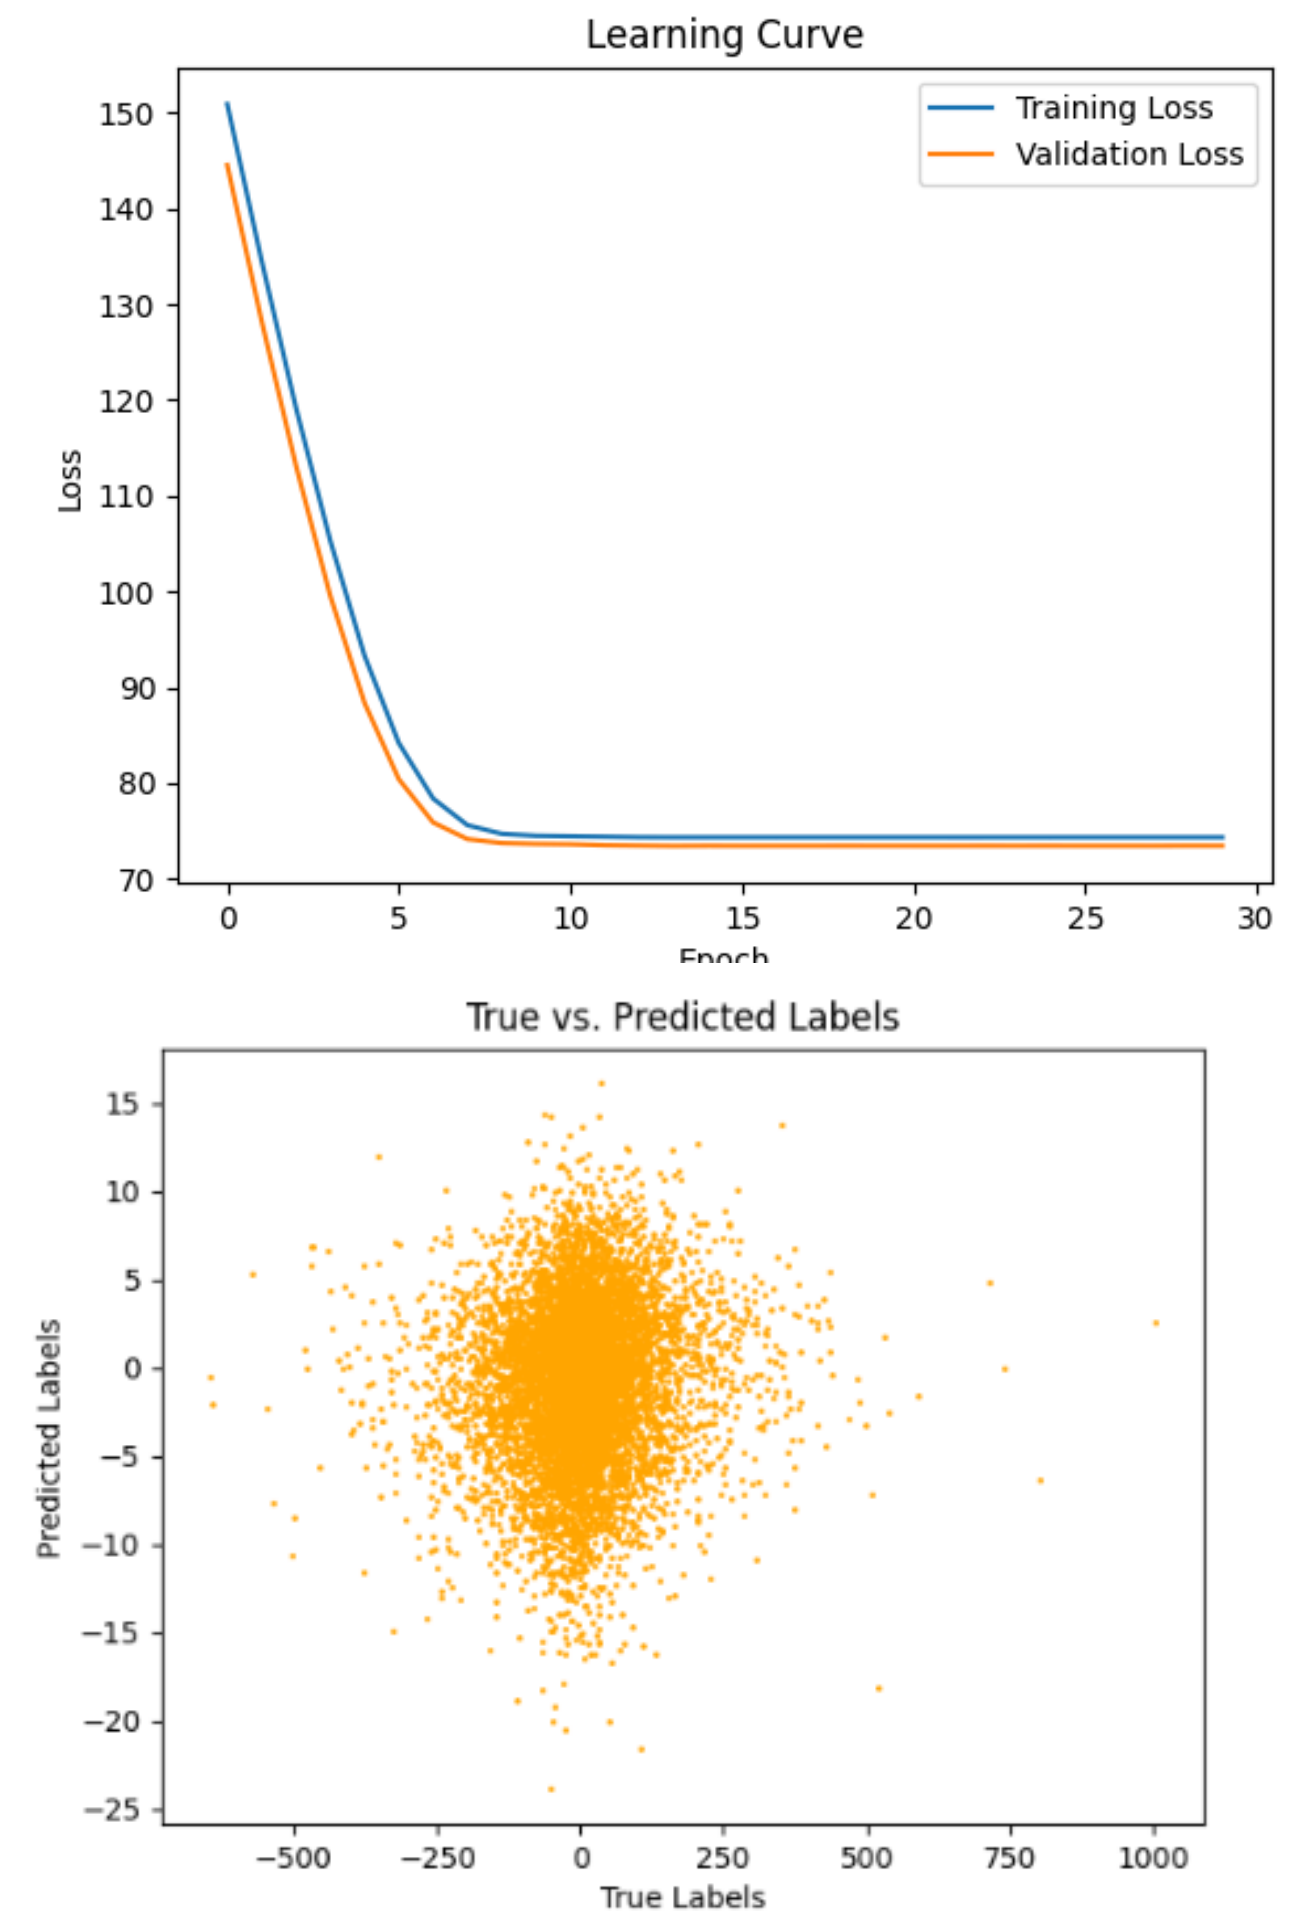 Learning Curve
Training Loss
Validation Loss
150
140
130
120
110
100
90
80
70
Loss
0 5 10 15 20 25 30
Epoch
True vs. Predicted Labels
15
10
5
0
−5
−10
−15
−20
−25
Predicted Labels
−500 −250 0 250 500 750 1000
True Labels